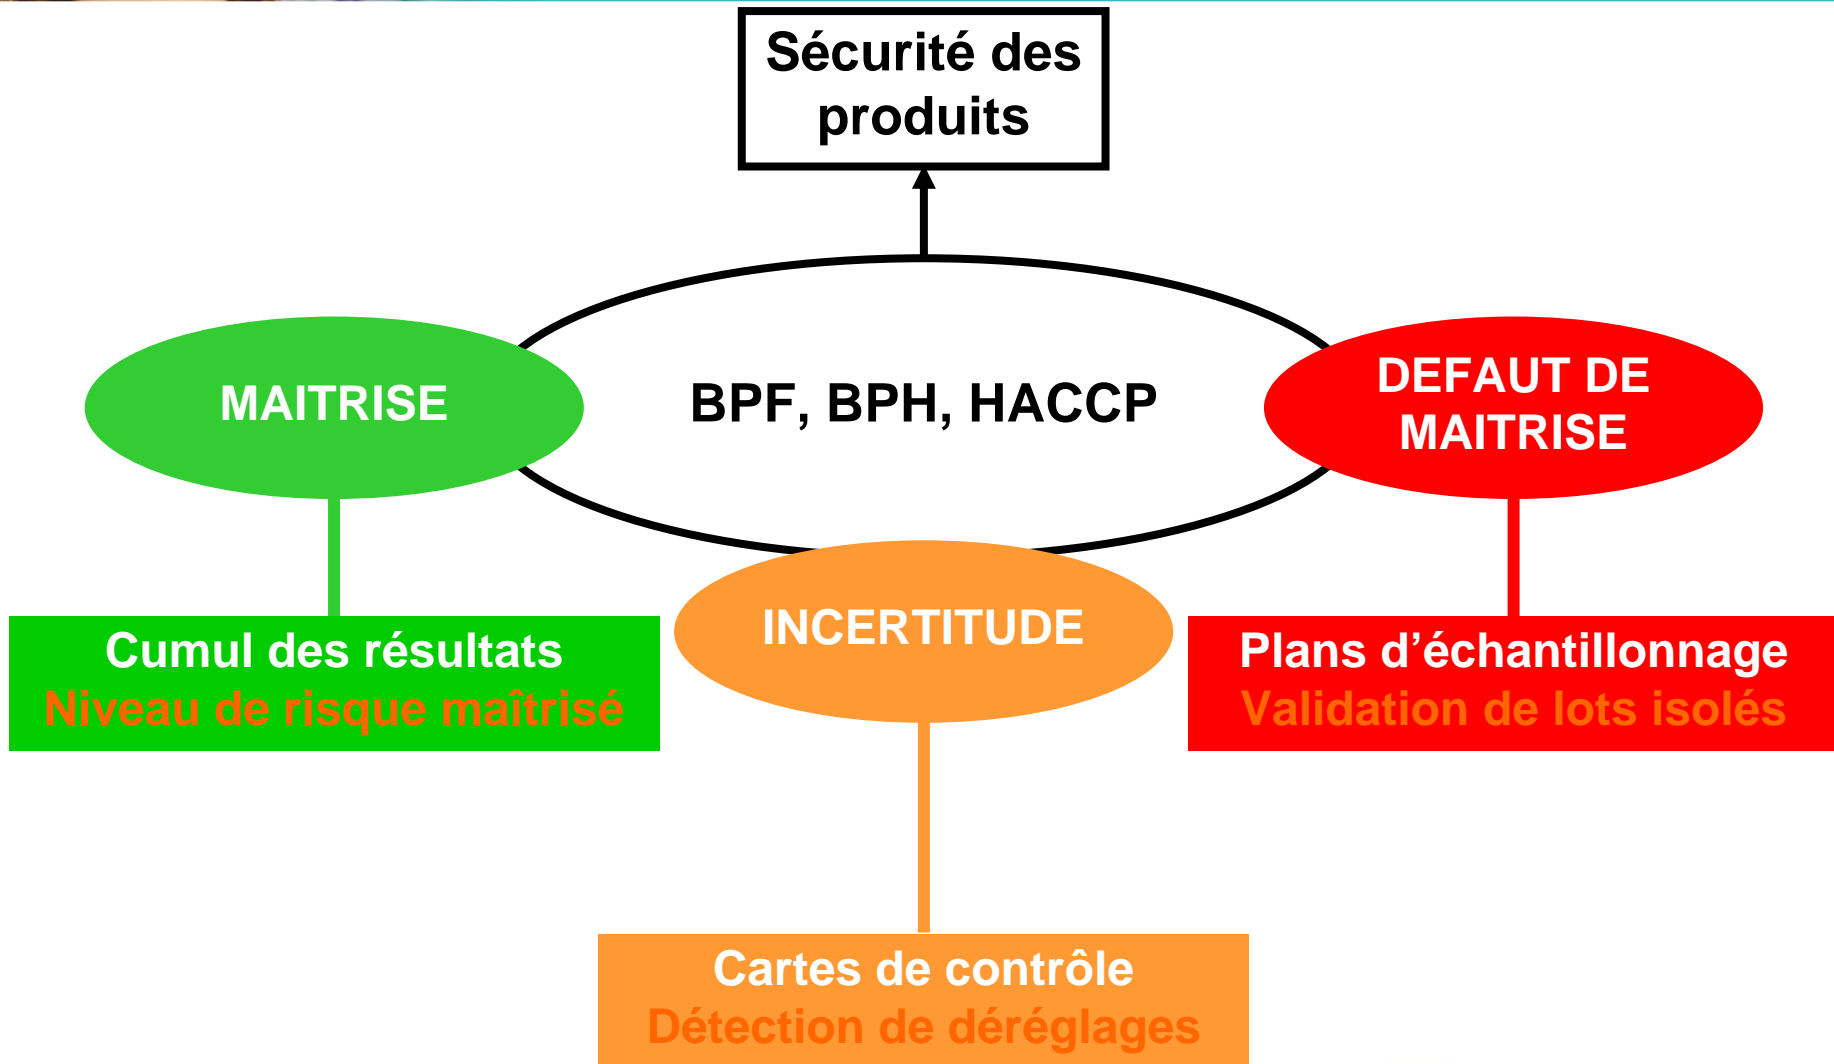 Sécurité des
produits
MAITRISE
BPF, BPH, HACCP
DEFAUT DE
MAITRISE
INCERTITUDE
Cumul des résultats
Niveau de risque maîtrisé
Plans d’échantillonnage
Validation de lots isolés
Cartes de contrôle
Détection de déréglages